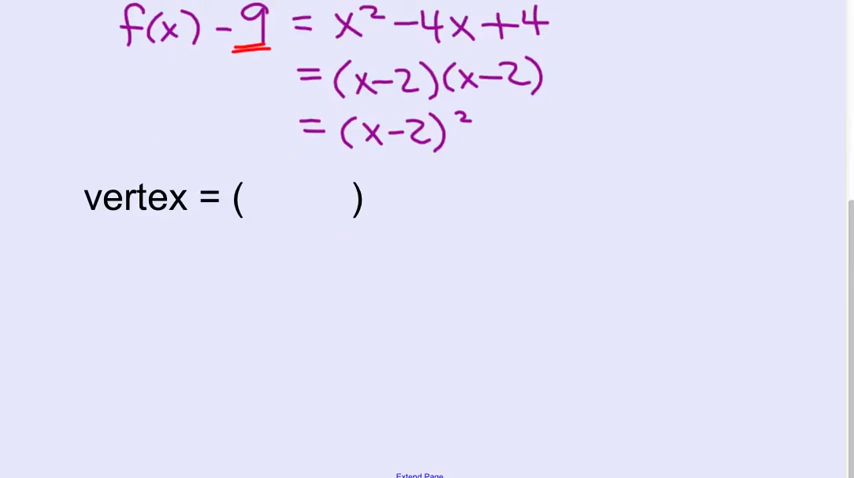 f(x) - 9 = x² - 4x + 4
= (x-2)(x-2)
= (x-2)²
vertex = ( )
Extend Page